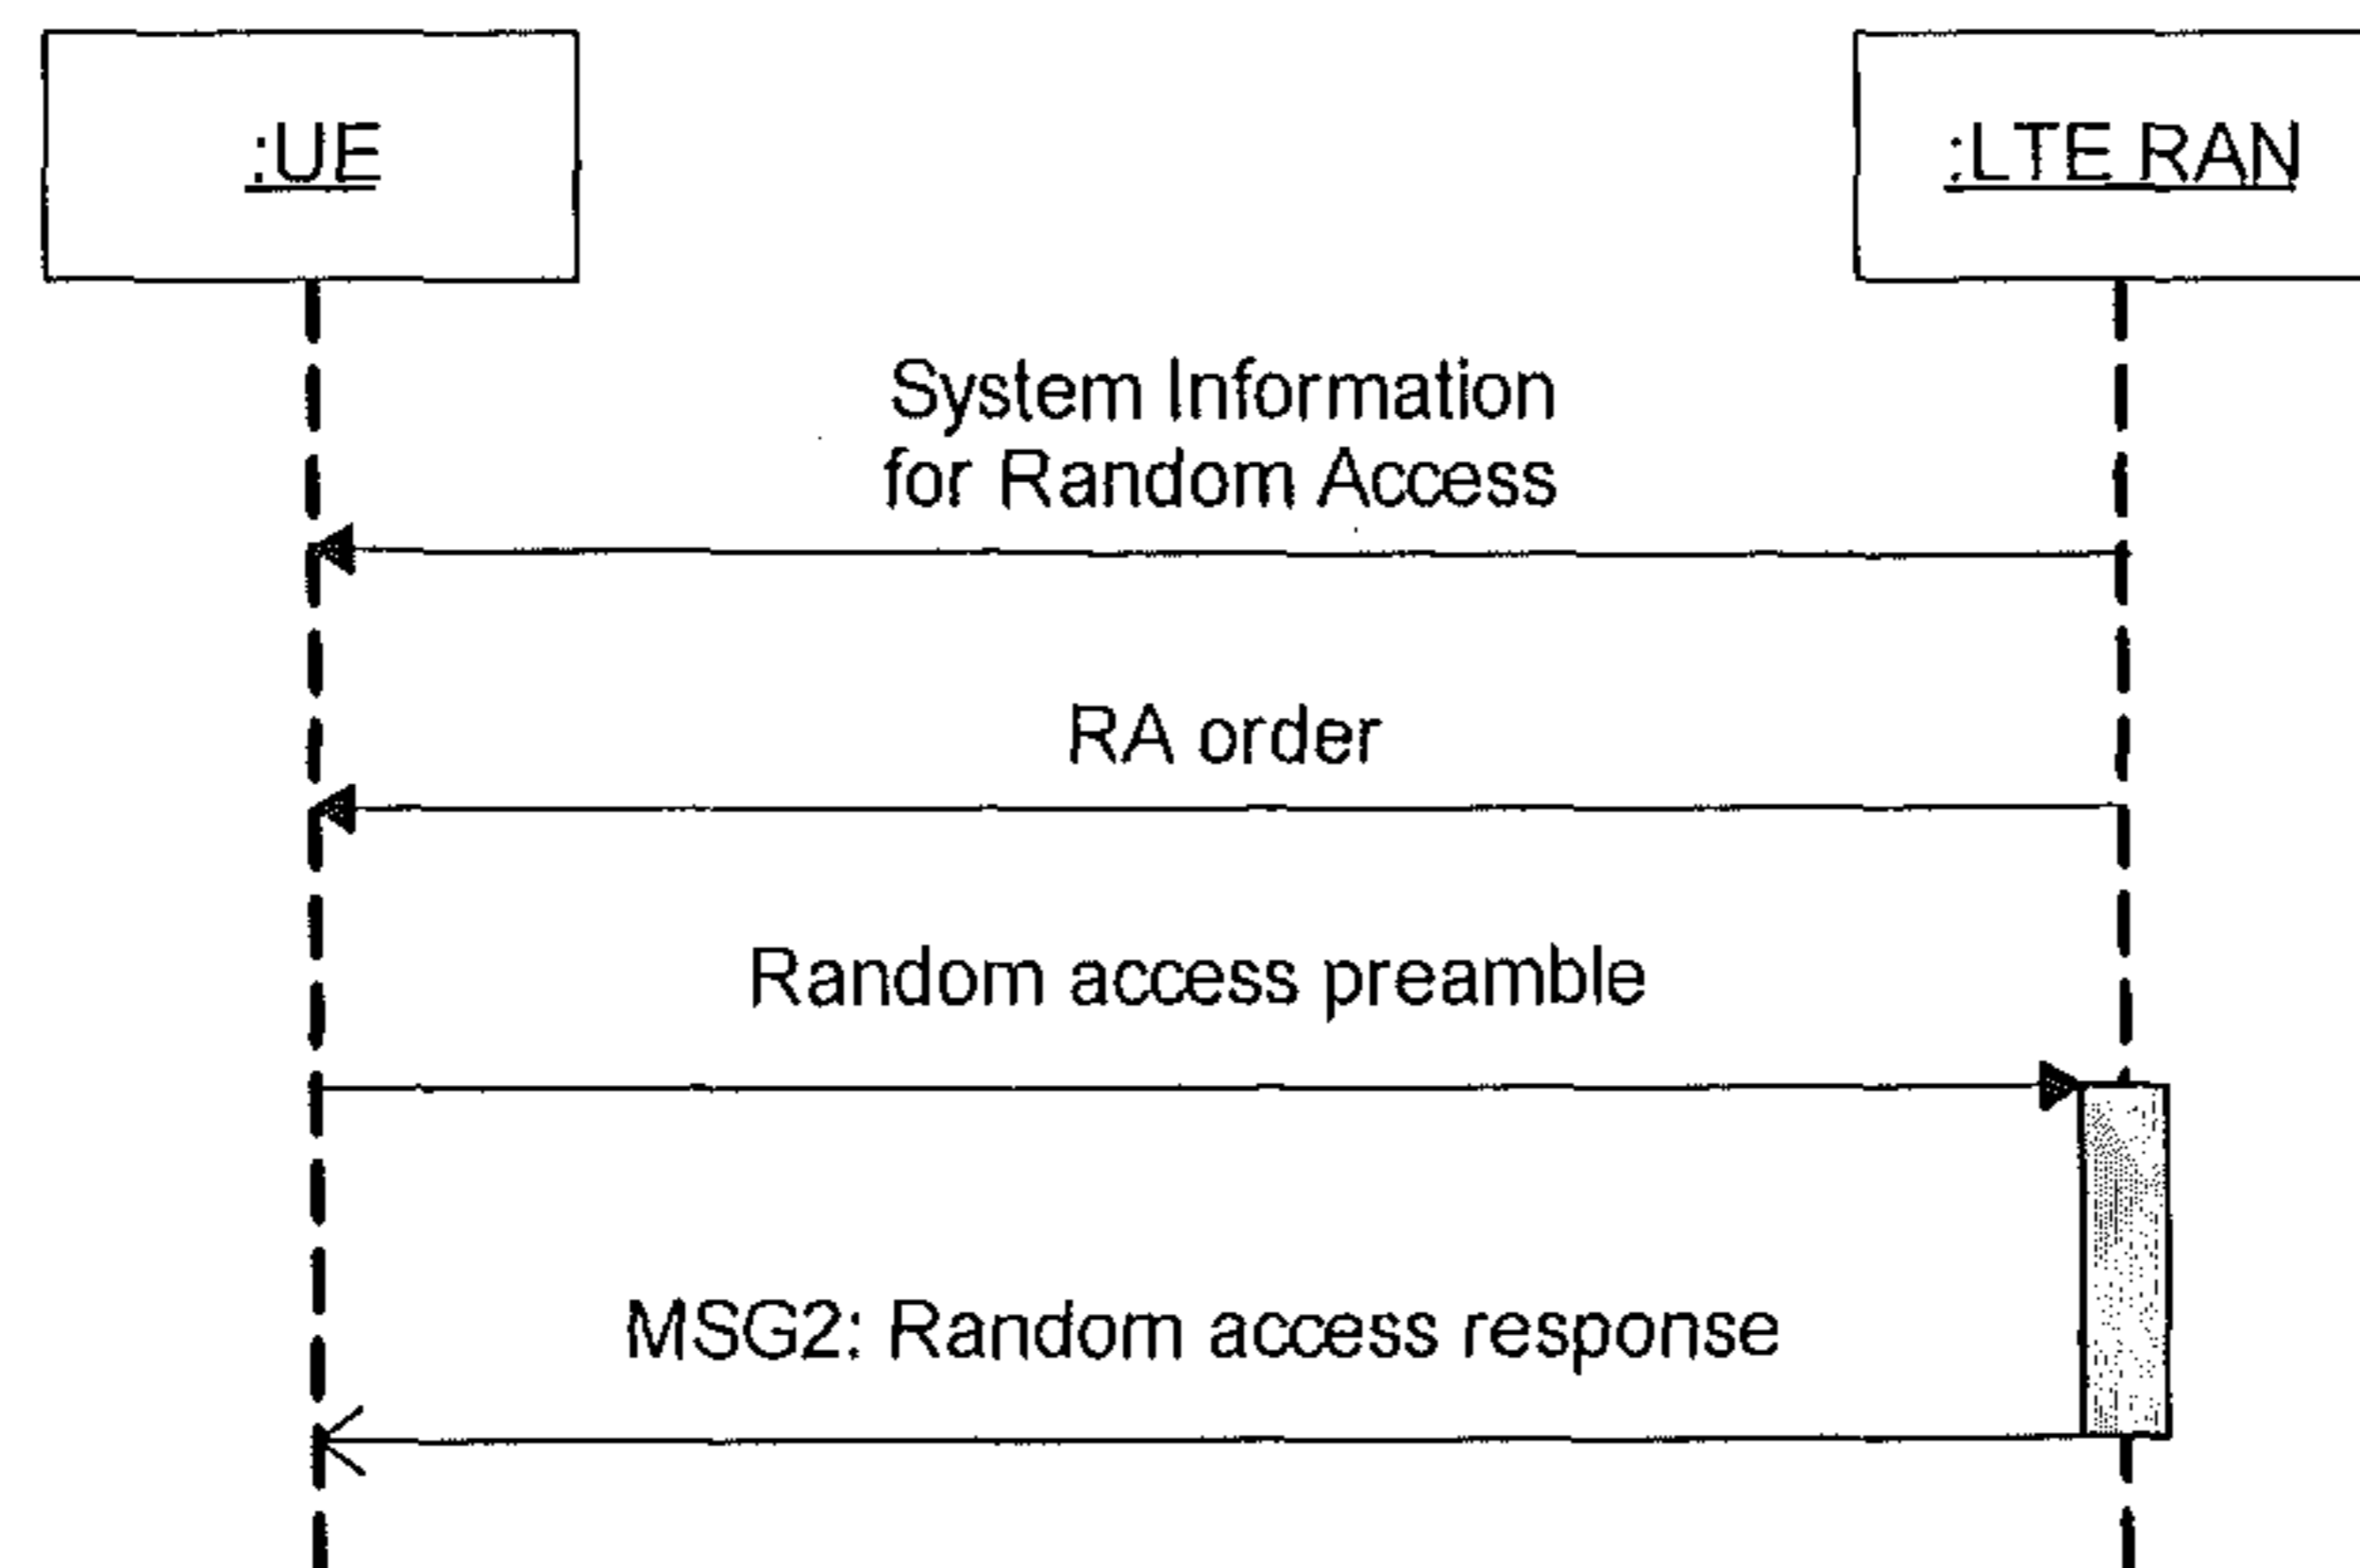 :UE
:LTE RAN
System Information
for Random Access
RA order
Random access preamble
MSG2: Random access response